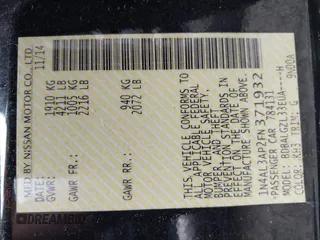 MFD BY NISSAN MOTOR CO., LTD.
11/14
GVWR: 1910 KG
4211 LB
GAWR FR.: 1005 KG
2216 LB
GAWR RR.: 940 KG
2072 LB
THIS VEHICLE CONFORMS TO
ALL APPLICABLE FEDERAL
MOTOR VEHICLE SAFETY,
BUMPER, AND THEFT
PREVENTION STANDARDS IN
EFFECT ON THE DATE OF
MANUFACTURE SHOWN ABOVE.
1N4AL3AP2FN371932
PASSENGER CAR 784131
COLOR: KH3 TRIM: G
9N00A